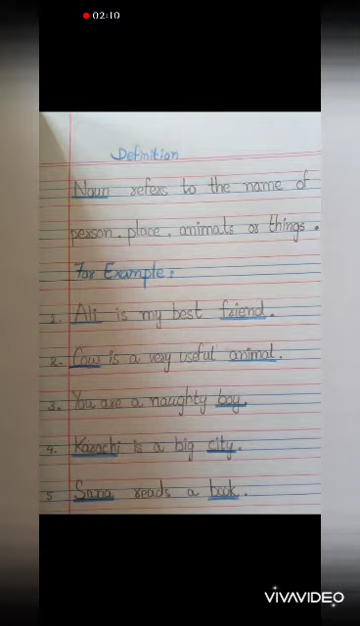 02:10
Definition
Noun refers to the name of
person, place, animals or things.
For Example:
1. Ali is my best friend.
2. Cow is a very useful animal.
3. You are a naughty boy.
4. Karachi is a big city.
5 Sana reads a book.
VIVAVIDEO